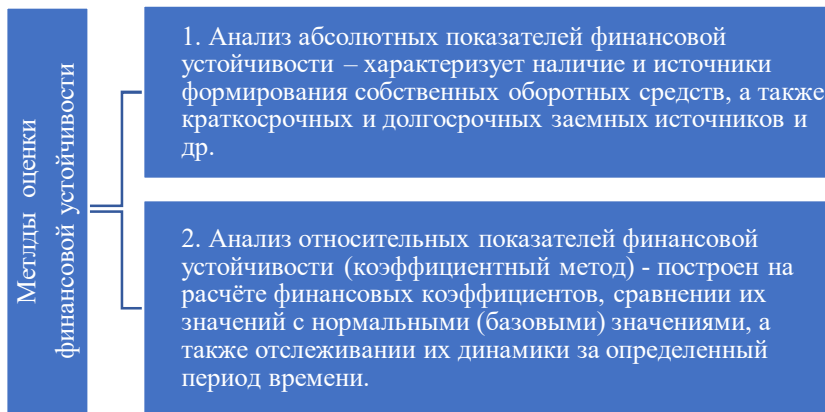 Метлды оценки
финансовой устойчивости
1. Анализ абсолютных показателей финансовой
устойчивости – характеризует наличие и источники
формирования собственных оборотных средств, а также
краткосрочных и долгосрочных заемных источников и
др.
2. Анализ относительных показателей финансовой
устойчивости (коэффициентный метод) - построен на
расчёте финансовых коэффициентов, сравнении их
значений с нормальными (базовыми) значениями, а
также отслеживании их динамики за определенный
период времени.